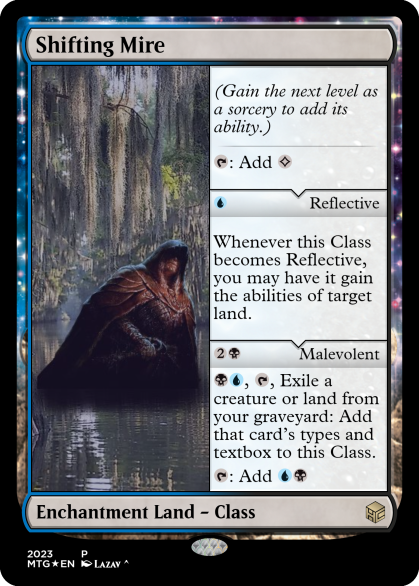 Shifting Mire
(Gain the next level as
a sorcery to add its
ability.)
: Add
Reflective
Whenever this Class
becomes Reflective,
you may have it gain
the abilities of target
land.
2 Malevolent
, , Exile a
creature or land from
your graveyard: Add
that card's types and
textbox to this Class.
: Add
Enchantment Land – Class
2023 P
MTG★EN Lazav ^